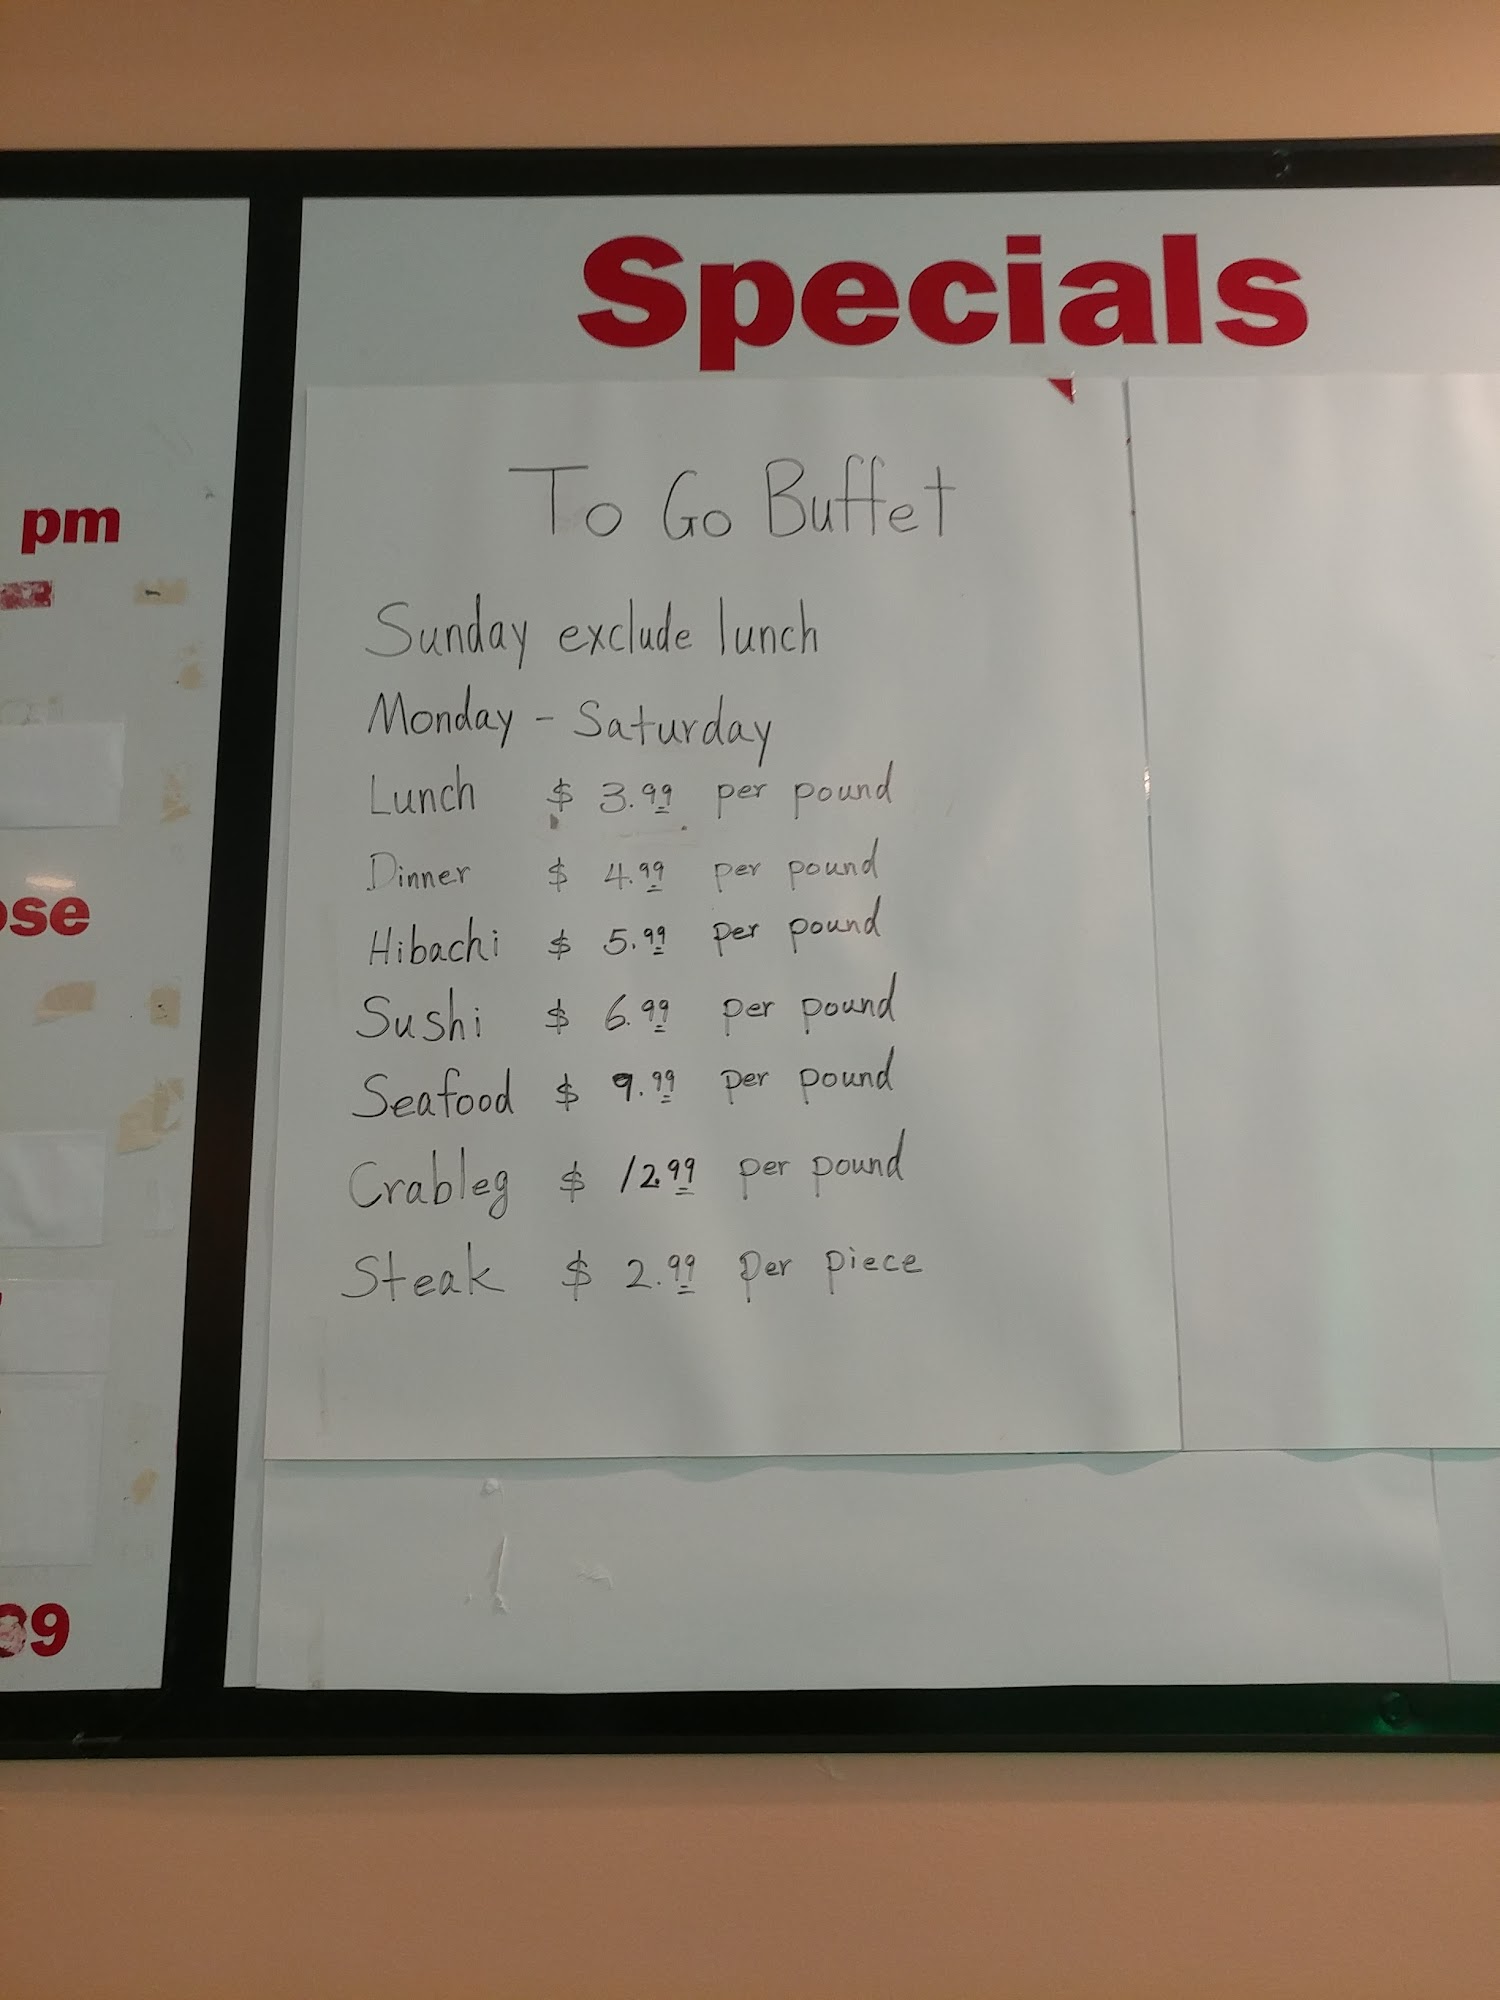 Specials
To Go Buffet
Sunday exclude lunch
Monday - Saturday
Lunch $ 3.99 per pound
Dinner $ 4.99 per pound
Hibachi $ 5.99 per pound
Sushi $ 6.99 per pound
Seafood $ 9.99 per pound
Crableg $ 12.99 per pound
Steak $ 2.99 per piece
pm